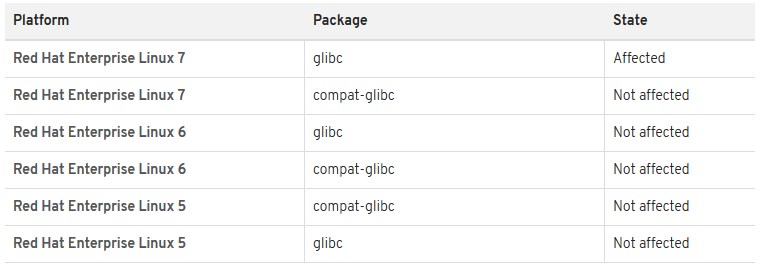 Platform Package State
Red Hat Enterprise Linux 7 glibc Affected
Red Hat Enterprise Linux 7 compat-glibc Not affected
Red Hat Enterprise Linux 6 glibc Not affected
Red Hat Enterprise Linux 6 compat-glibc Not affected
Red Hat Enterprise Linux 5 compat-glibc Not affected
Red Hat Enterprise Linux 5 glibc Not affected